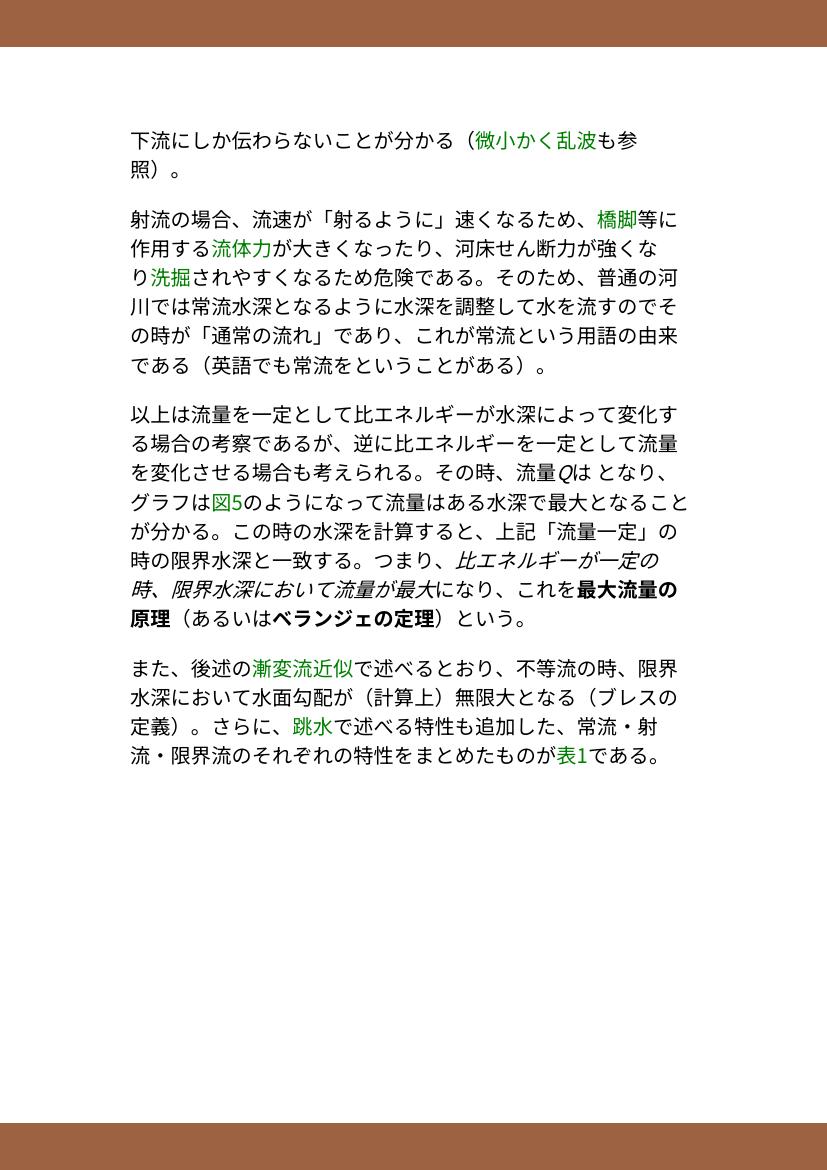 下流にしか伝わらないことが分かる（微小かく乱波も参
照）。
射流の場合、流速が「射るように」速くなるため、橋脚等に
作用する流体力が大きくなったり、河床せん断力が強くな
り洗掘されやすくなるため危険である。そのため、普通の河
川では常流水深となるように水深を調整して水を流すのでそ
の時が「通常の流れ」であり、これが常流という用語の由来
である（英語でも常流をということがある）。
以上は流量を一定として比エネルギーが水深によって変化す
る場合の考察であるが、逆に比エネルギーを一定として流量
を変化させる場合も考えられる。その時、流量Qは となり、
グラフは図5のようになって流量はある水深で最大となること
が分かる。この時の水深を計算すると、上記「流量一定」の
時の限界水深と一致する。つまり、比エネルギーが一定の
時、限界水深において流量が最大になり、これを最大流量の
原理（あるいはベランジェの定理）という。
また、後述の漸変流近似で述べるとおり、不等流の時、限界
水深において水面勾配が（計算上）無限大となる（ブレスの
定義）。さらに、跳水で述べる特性も追加した、常流・射
流・限界流のそれぞれの特性をまとめたものが表1である。